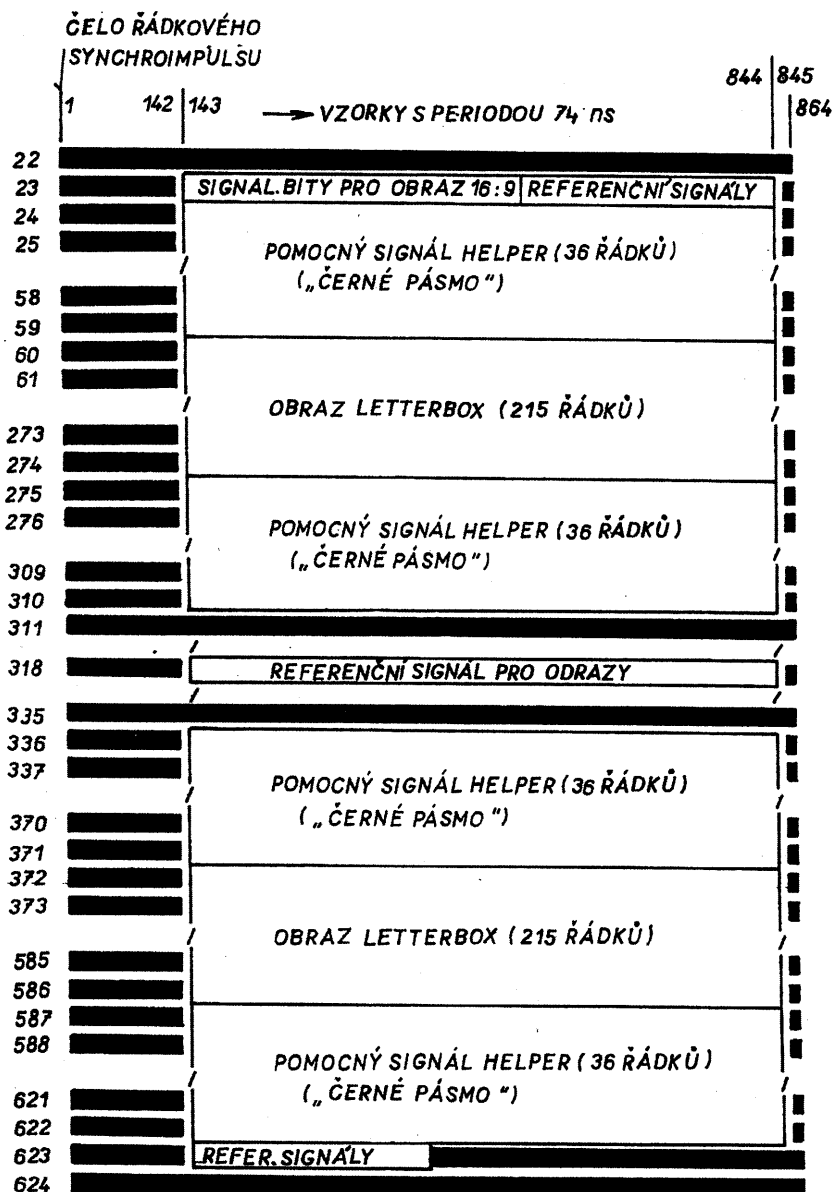 ČELO ŘÁDKOVÉHO
SYNCHROIMPULSU
844 845
1 142 143 → VZORKY S PERIODOU 74 ns 864
22
23 SIGNAL.BITY PRO OBRAZ 16:9 REFERENČNÍ SIGNÁLY
24
25 POMOCNÝ SIGNÁL HELPER (36 ŘÁDKŮ)
(„ČERNÉ PÁSMO")
58
59
60
61
OBRAZ LETTERBOX (215 ŘÁDKŮ)
273
274
275
276 POMOCNÝ SIGNÁL HELPER (36 ŘÁDKŮ)
(„ČERNÉ PÁSMO")
309
310
311
318 REFERENČNÍ SIGNÁL PRO ODRAZY
335
336
337 POMOCNÝ SIGNÁL HELPER (36 ŘÁDKŮ)
(„ČERNÉ PÁSMO")
370
371
372
373
OBRAZ LETTERBOX (215 ŘÁDKŮ)
585
586
587
588 POMOCNÝ SIGNÁL HELPER (36 ŘÁDKŮ)
(„ČERNÉ PÁSMO")
621
622
623 REFER. SIGNÁLY
624